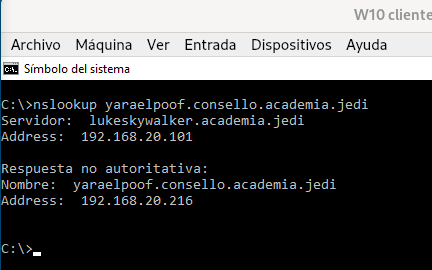 W10 cliente
Archivo Máquina Ver Entrada Dispositivos Ayuda
C:\. Símbolo del sistema
C:\>nslookup yaraelpoof.consello.academia.jedi
Servidor: lukeskywalker.academia.jedi
Address: 192.168.20.101
Respuesta no autoritativa:
Nombre: yaraelpoof.consello.academia.jedi
Address: 192.168.20.216
C:\>